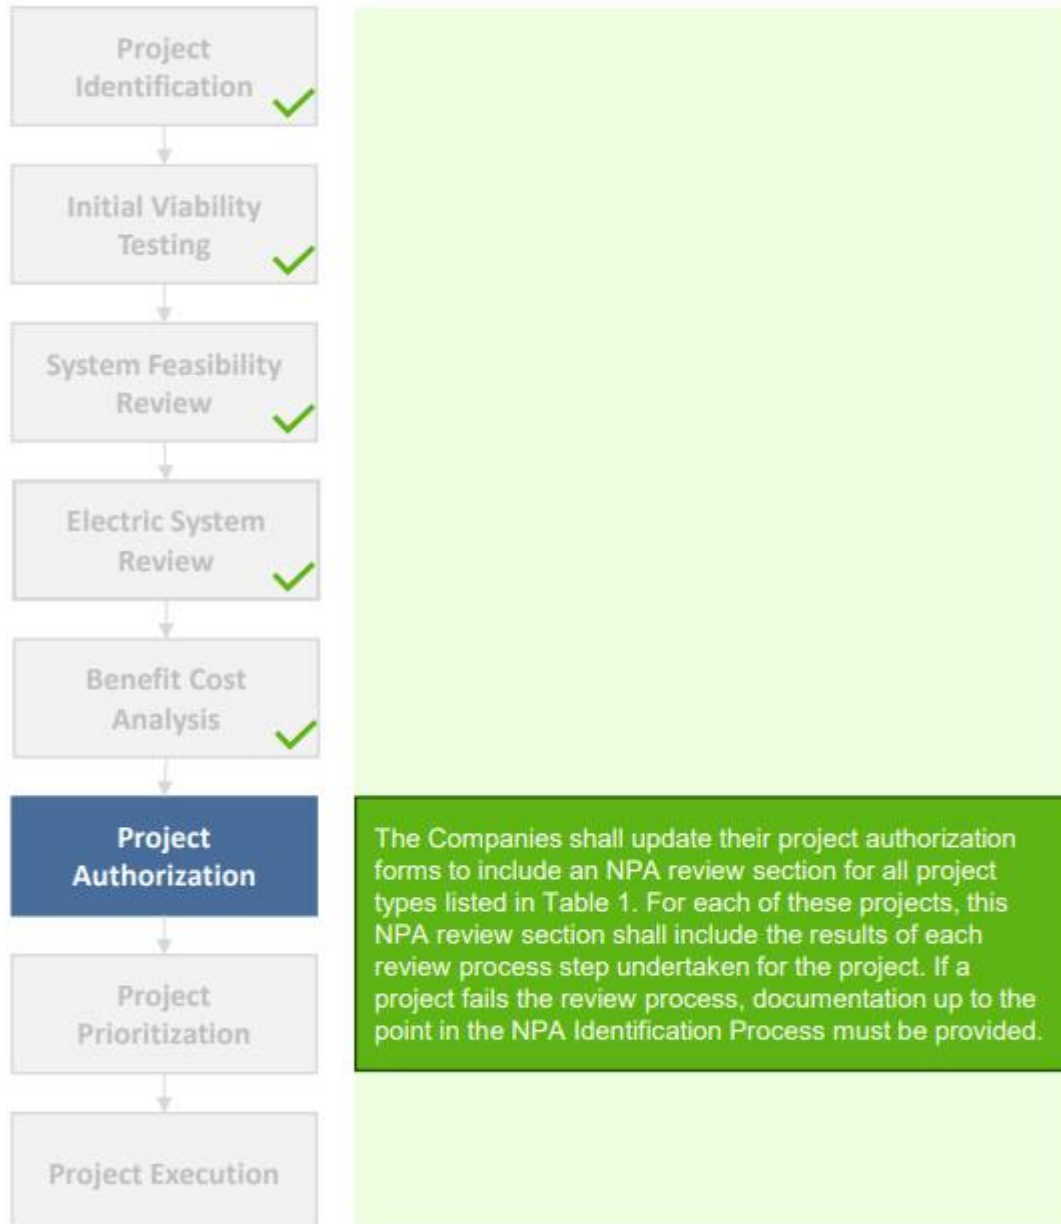 Project
Identification
Initial Viability
Testing
System Feasibility
Review
Electric System
Review
Benefit Cost
Analysis
Project
Authorization
The Companies shall update their project authorization
forms to include an NPA review section for all project
types listed in Table 1. For each of these projects, this
NPA review section shall include the results of each
review process step undertaken for the project. If a
project fails the review process, documentation up to the
point in the NPA Identification Process must be provided.
Project
Prioritization
Project Execution